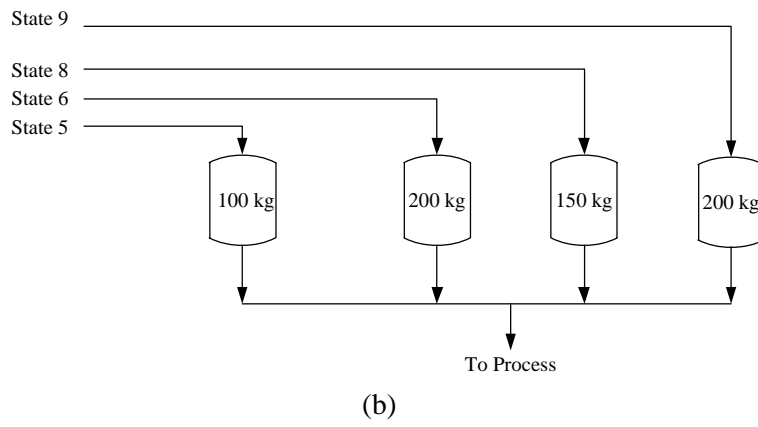 State 9
State 8
State 6
State 5
100 kg
200 kg
150 kg
200 kg
To Process
(b)